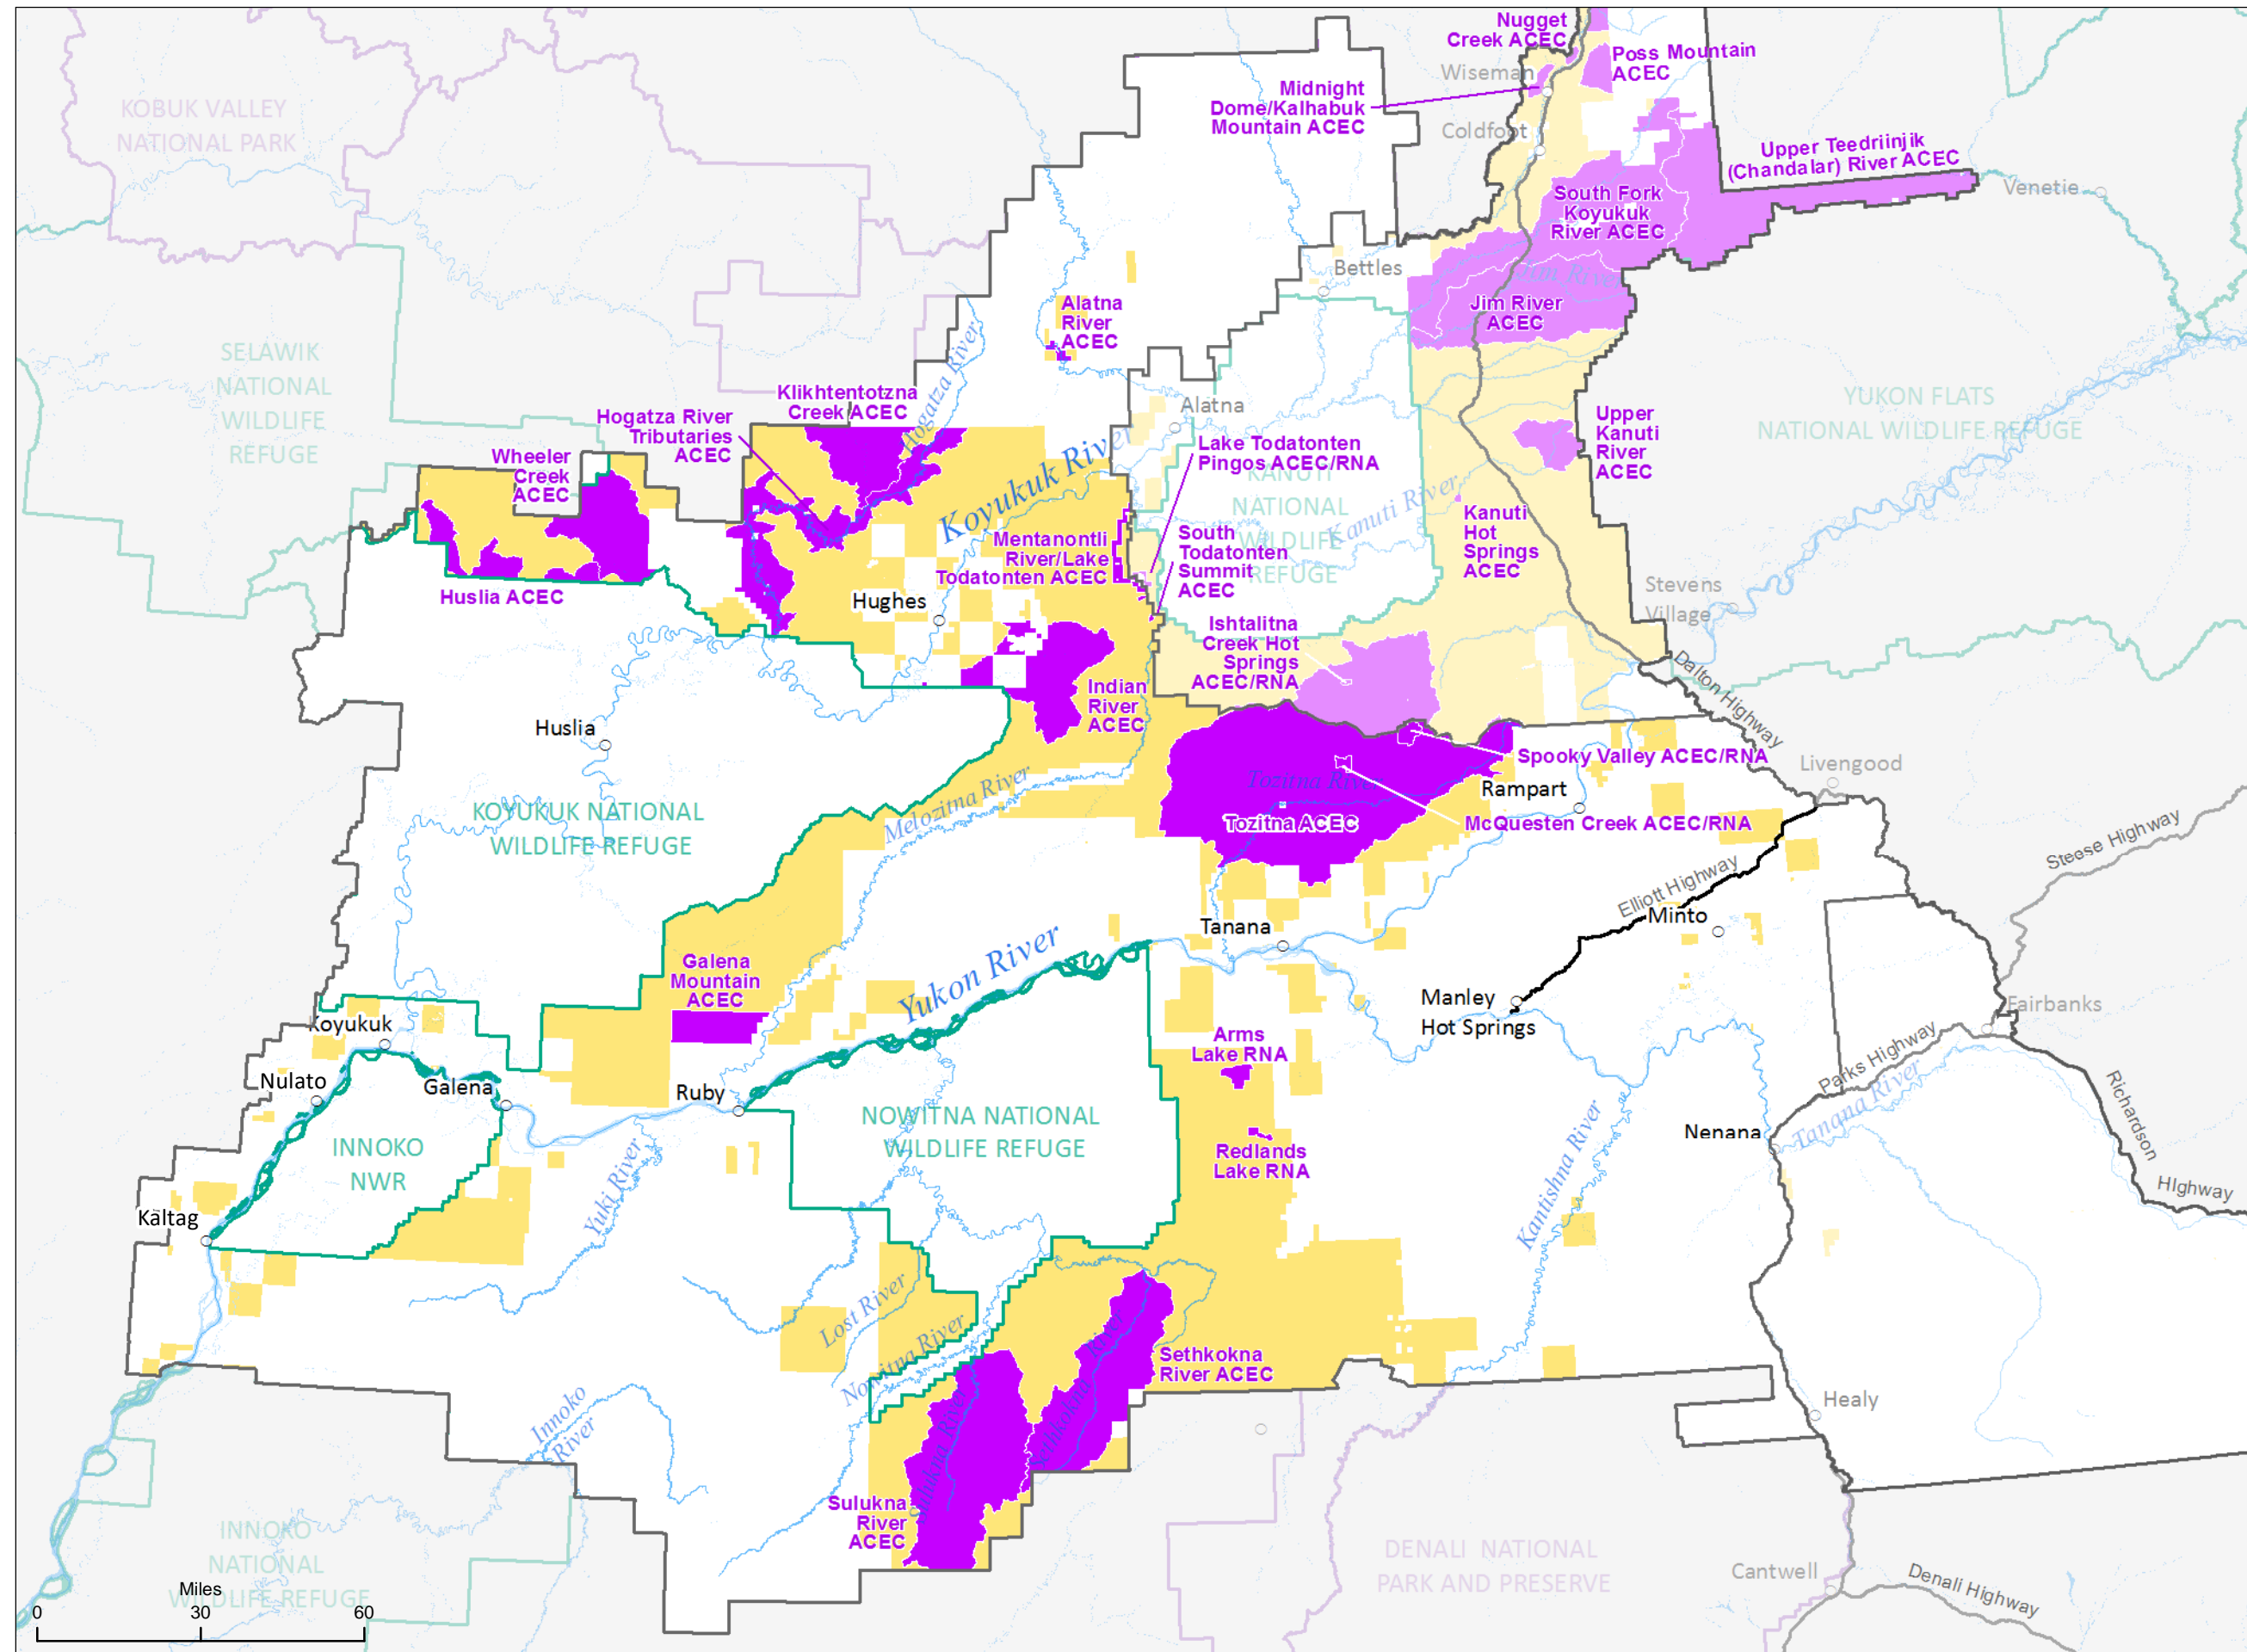 Nugget
Creek ACEC
Poss Mountain
ACEC
Wiseman
Midnight
Dome/Kalhabuk
Mountain ACEC
Coldfoot
KOBUK VALLEY
NATIONAL PARK
Upper Teedriinjik
(Chandalar) River ACEC
Venetie
South Fork
Koyukuk
River ACEC
Bettles
Jim River
Jim River
ACEC
Alatna
River
ACEC
SELAWIK
NATIONAL
WILDLIFE
REFUGE
Hogatza River
Klikhtentotzna
Creek ACEC
Hogatza River
Tributaries
ACEC
Alatna
YUKON FLATS
NATIONAL WILDLIFE REFUGE
Upper
Kanuti
River
ACEC
Wheeler
Creek
ACEC
Koyukuk River
Lake Todatonten
Pingos ACEC/RNA
KANUTI
NATIONAL
WILDLIFE
REFUGE
Kanuti River
Kanuti
Hot
Springs
ACEC
Mentanontli
River/Lake
Todatonten ACEC
South
Todatonten
Summit
ACEC
Huslia ACEC
Hughes
Stevens
Village
Ishtalitna
Creek Hot
Springs
ACEC/RNA
Indian
River
ACEC
Dalton Highway
Huslia
Spooky Valley ACEC/RNA
Livengood
Tozitna River
Rampart
Melozitna River
KOYUKUK NATIONAL
WILDLIFE REFUGE
Tozitna ACEC
McQuesten Creek ACEC/RNA
Steese Highway
Elliott Highway
Minto
Tanana
Yukon River
Galena
Mountain
ACEC
Manley
Hot Springs
Fairbanks
Koyukuk
Arms
Lake RNA
Parks Highway
Nulato
Galena
Ruby
Tanana River
Richardson
HIghway
NOWITNA NATIONAL
WILDLIFE REFUGE
Nenana
INNOKO
NWR
Redlands
Lake RNA
Yuki River
Kantishna River
Kaltag
Lost River
Nowitna River
Sethkokna River
Sethkokna
River ACEC
Innoko
River
Healy
Sulukna River
Sulukna
River
ACEC
INNOKO
NATIONAL
WILDLIFE REFUGE
DENALI NATIONAL
PARK AND PRESERVE
Cantwell
Denali Highway
Miles
0 30 60